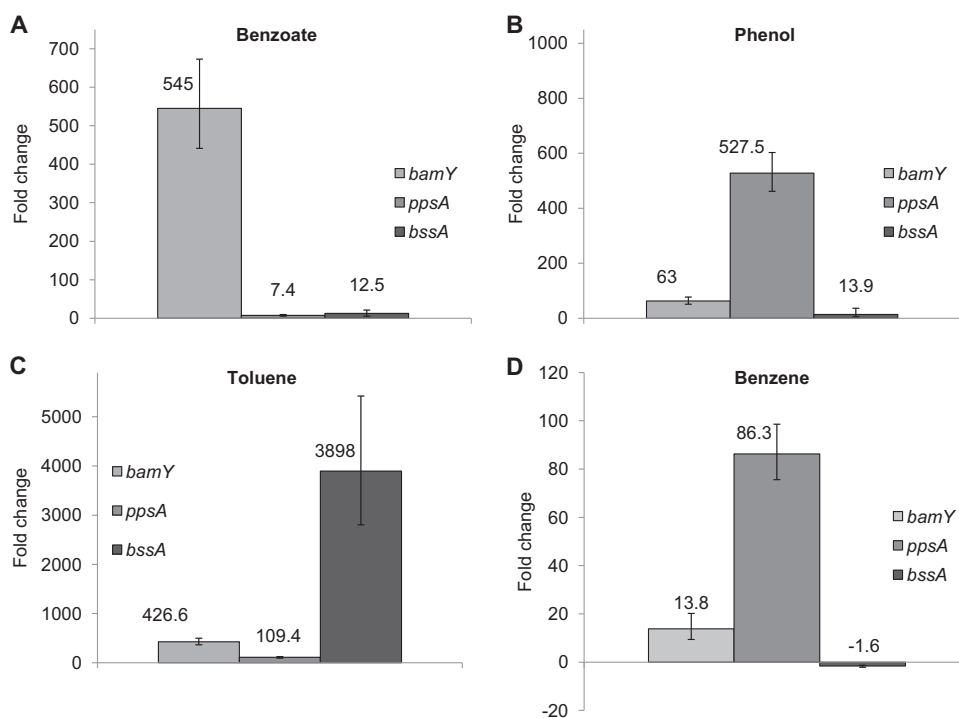 A
Benzoate
Fold change
700
600
500
400
300
200
100
0
545
7.4
12.5
bamY
ppsA
bssA
B
Phenol
Fold change
1000
800
600
400
200
0
63
527.5
13.9
bamY
ppsA
bssA
C
Toluene
Fold change
5000
4000
3000
2000
1000
0
426.6
109.4
3898
bamY
ppsA
bssA
D
Benzene
Fold change
120
100
80
60
40
20
0
-20
13.8
86.3
-1.6
bamY
ppsA
bssA